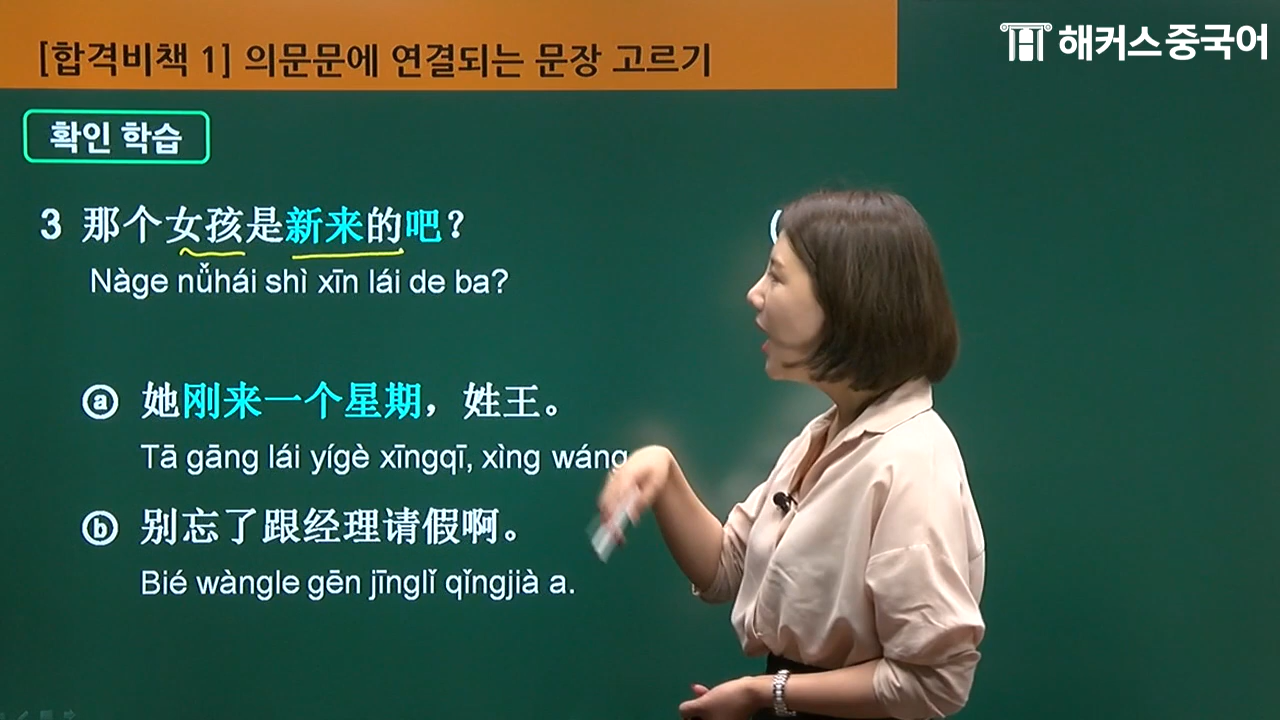 [합격비책 1] 의문문에 연결되는 문장 고르기
해커스중국어
확인 학습
3 那个女孩是新来的吧？
Nàge nǚhái shì xīn lái de ba?
ⓐ 她刚来一个星期，姓王。
Tā gāng lái yígè xīngqī, xìng wáng
ⓑ 别忘了跟经理请假啊。
Bié wàngle gēn jīnglǐ qǐngjià a.